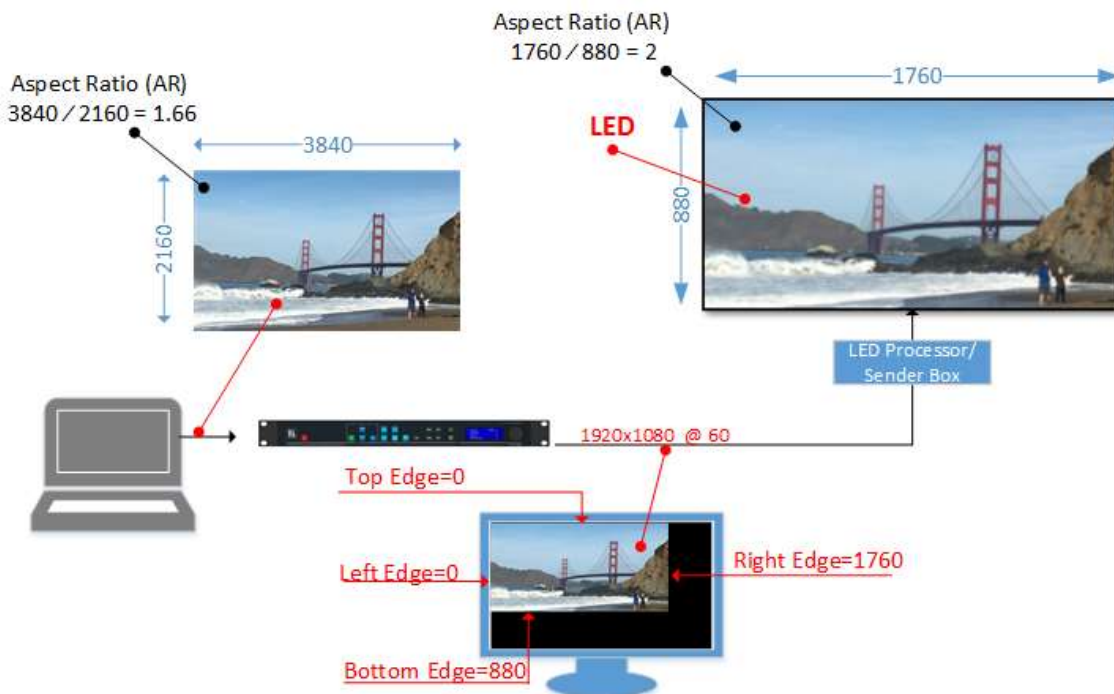 Aspect Ratio (AR)
3840 / 2160 = 1.66
3840
2160
Aspect Ratio (AR)
1760 / 880 = 2
1760
LED
880
LED Processor/
Sender Box
1920x1080 @ 60
Top Edge=0
Left Edge=0
Right Edge=1760
Bottom Edge=880